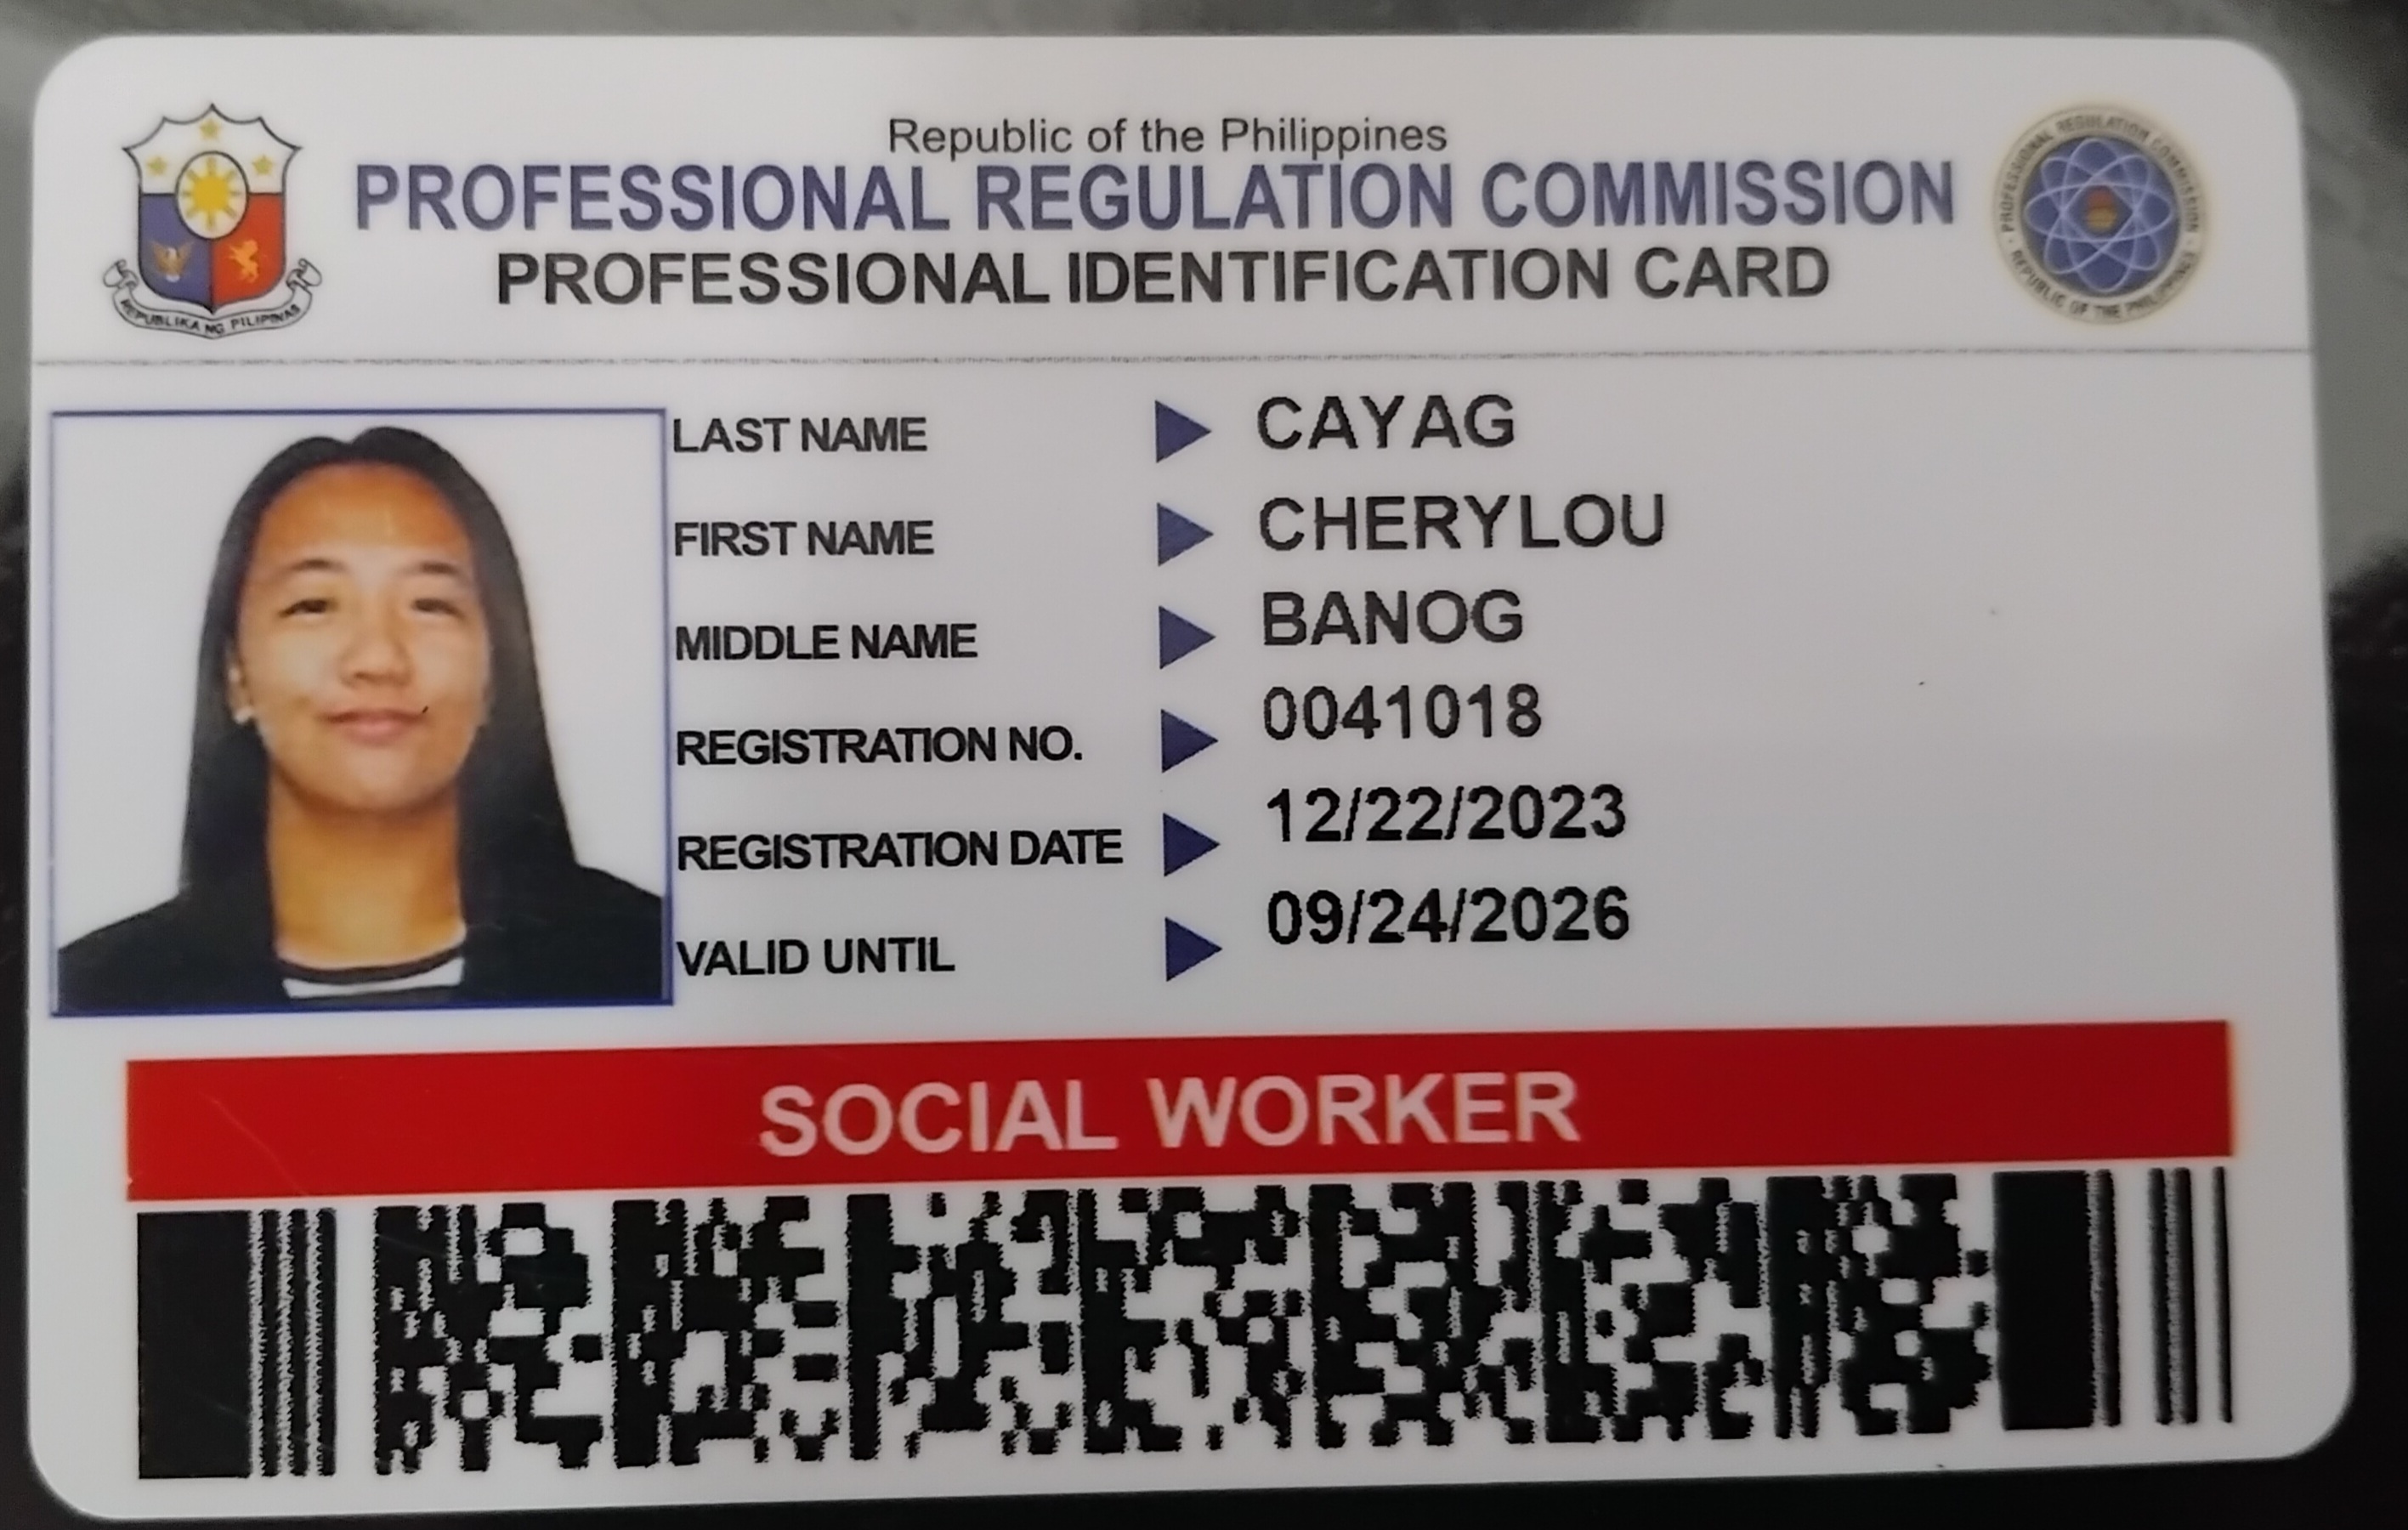 Republic of the Philippines
PROFESSIONAL REGULATION COMMISSION
PROFESSIONAL IDENTIFICATION CARD
REPUBLIKA NG PILIPINAS
PROFESSIONAL REGULATION COMMISSION
REPUBLIC OF THE PHILIPPINES
LAST NAME CAYAG
FIRST NAME CHERYLOU
MIDDLE NAME BANOG
REGISTRATION NO. 0041018
REGISTRATION DATE 12/22/2023
VALID UNTIL 09/24/2026
SOCIAL WORKER